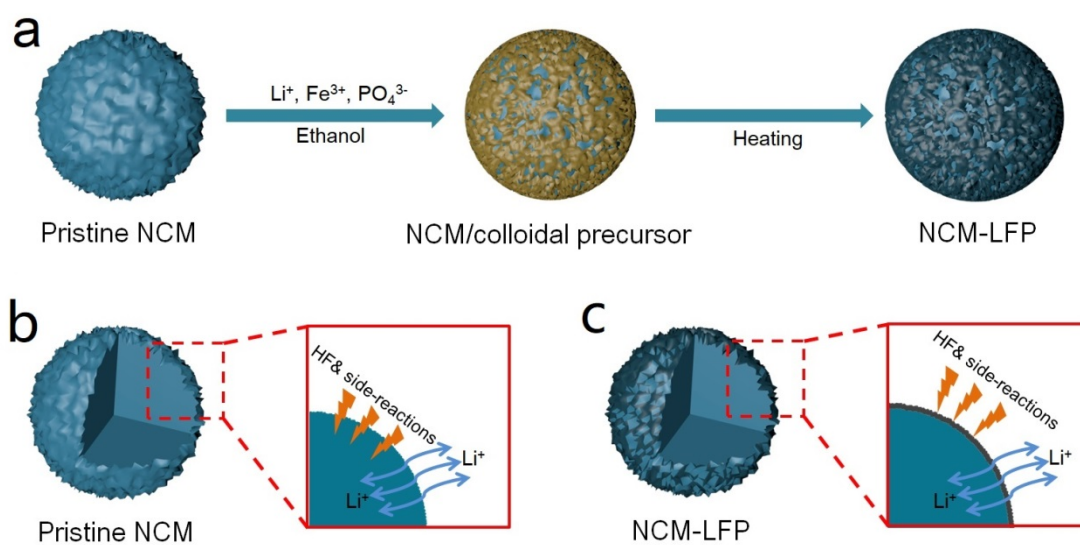 a
Li⁺, Fe³⁺, PO₄³⁻
Ethanol
Heating
Pristine NCM
NCM/colloidal precursor
NCM-LFP
b
HF& side-reactions
Li⁺
Li⁺
Pristine NCM
c
HF& side-reactions
Li⁺
Li⁺
NCM-LFP